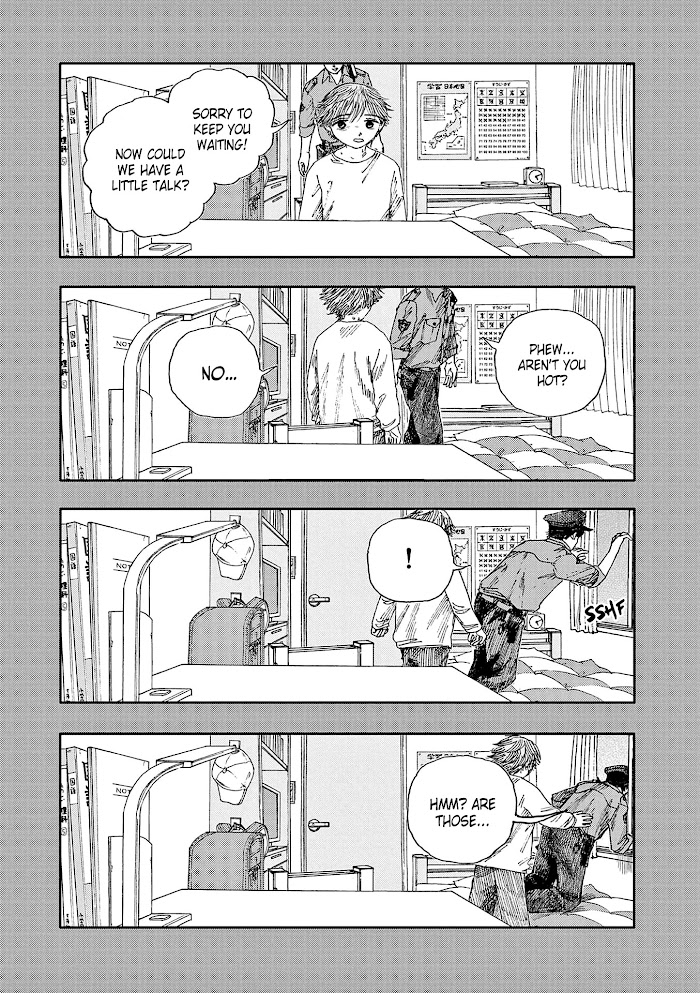 SORRY TO
KEEP YOU
WAITING!
NOW COULD
WE HAVE A
LITTLE TALK?
PHEW...
AREN'T YOU
HOT?
NO...
!
SSHF
HMM? ARE
THOSE...